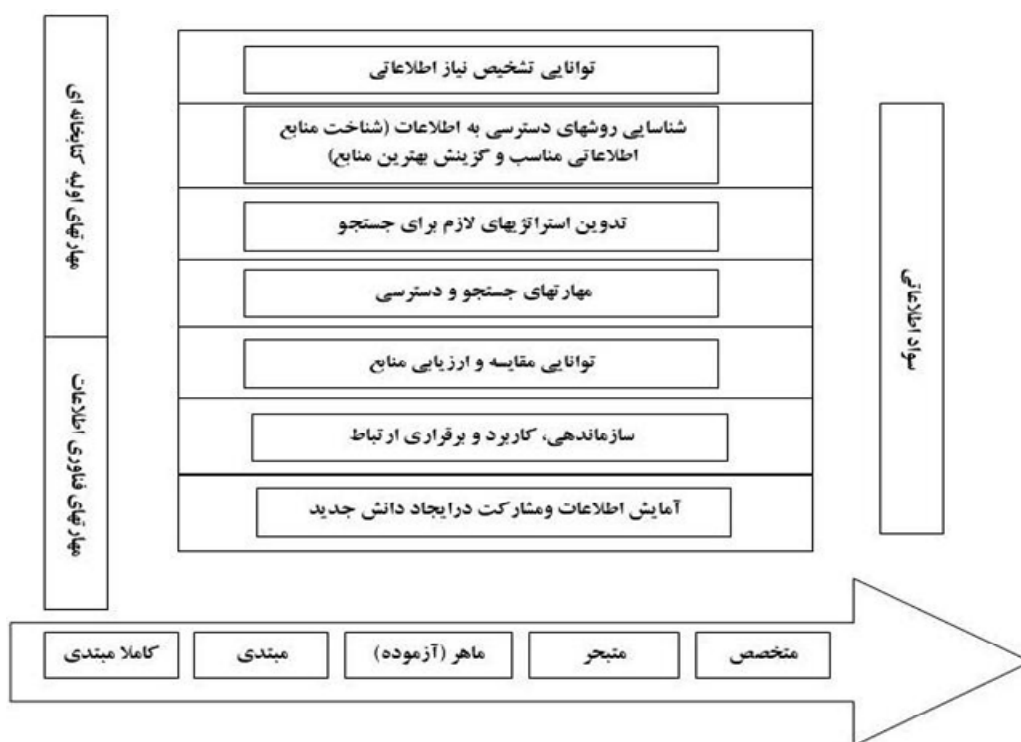 توانایی تشخیص نیاز اطلاعاتی
شناسایی روشهای دسترسی به اطلاعات (شناخت منابع
اطلاعاتی مناسب و گزینش بهترین منابع)
تدوین استراتژیهای لازم برای جستجو
مهارتهای جستجو و دسترسی
توانایی مقایسه و ارزیابی منابع
سازماندهی، کاربرد و برقراری ارتباط
آمایش اطلاعات ومشارکت درایجاد دانش جدید
سواد اطلاعاتی
مهارتهای اولیه کتابخانه ای
مهارتهای فناوری اطلاعات
متخصص
متبحر
ماهر (آزموده)
مبتدی
کاملا مبتدی